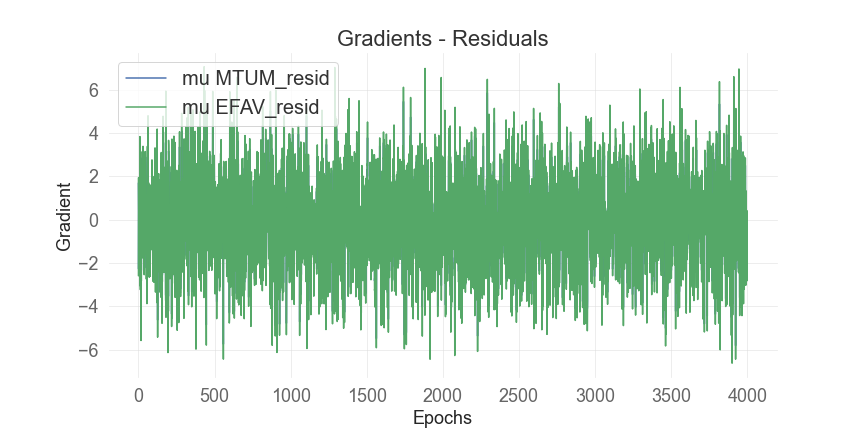 Gradients - Residuals
mu MTUM_resid
mu EFAV_resid
6
4
2
0
−2
−4
−6
Gradient
0 500 1000 1500 2000 2500 3000 3500 4000
Epochs